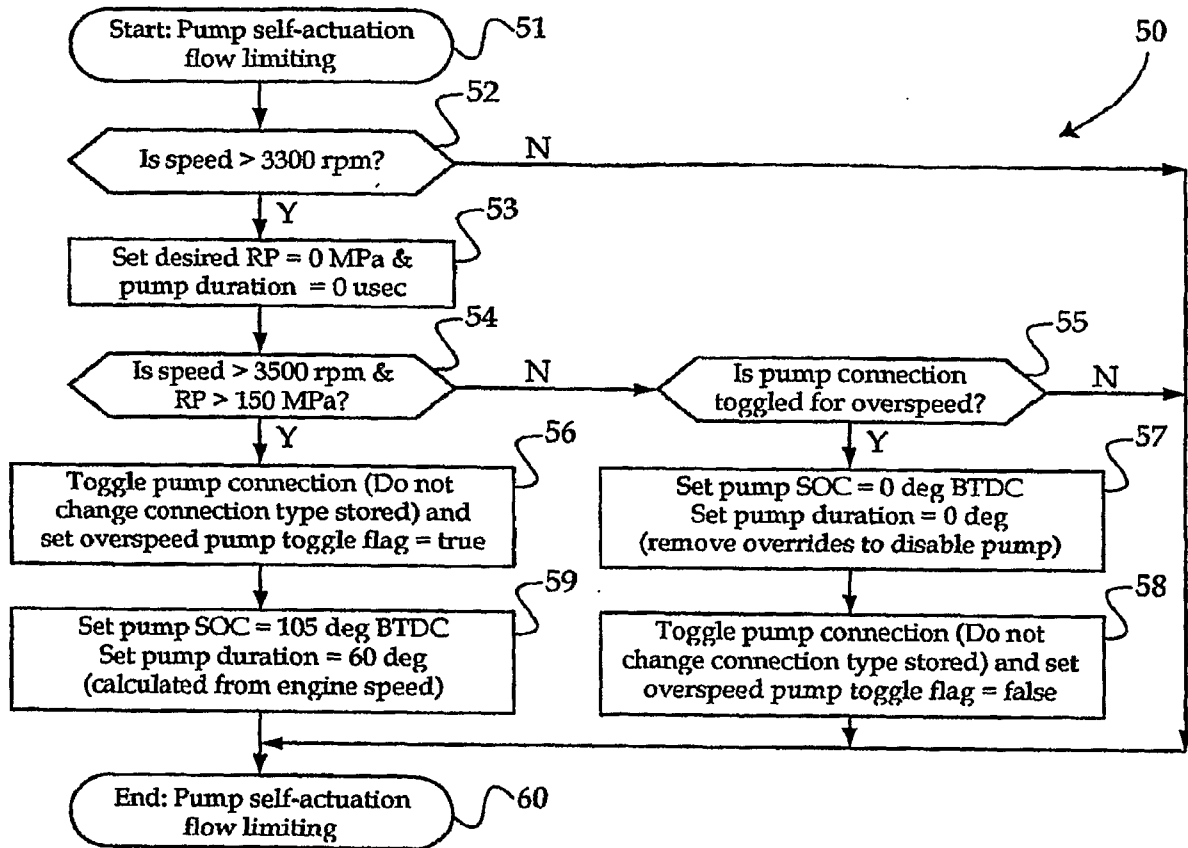 Start: Pump self-actuation
flow limiting
51
50
52
Is speed > 3300 rpm?
N
Y
53
Set desired RP = 0 MPa &
pump duration = 0 usec
54
Is speed > 3500 rpm &
RP > 150 MPa?
N
55
Is pump connection
toggled for overspeed?
N
Y
Y
56
Toggle pump connection (Do not
change connection type stored) and
set overspeed pump toggle flag = true
57
Set pump SOC = 0 deg BTDC
Set pump duration = 0 deg
(remove overrides to disable pump)
59
Set pump SOC = 105 deg BTDC
Set pump duration = 60 deg
(calculated from engine speed)
58
Toggle pump connection (Do not
change connection type stored) and set
overspeed pump toggle flag = false
End: Pump self-actuation
flow limiting
60